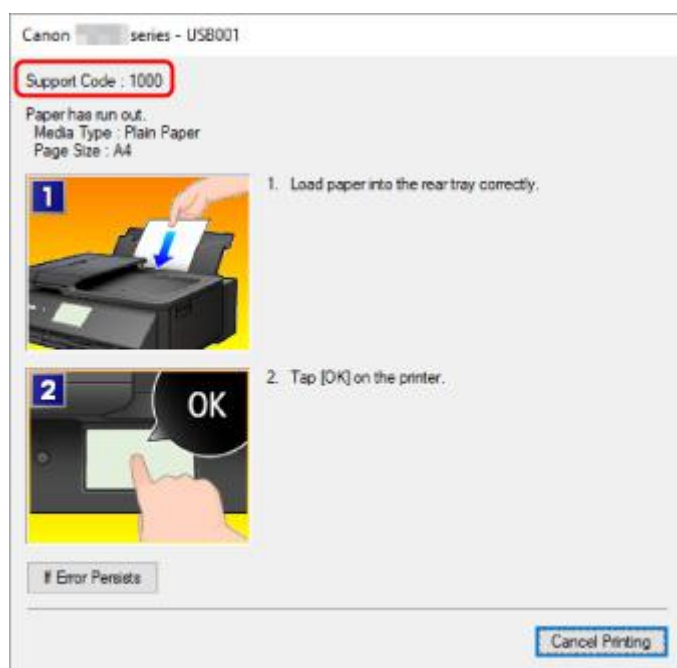 Canon series - USB001
Support Code : 1000
Paper has run out.
Media Type : Plain Paper
Page Size : A4
1
1. Load paper into the rear tray correctly.
2
OK
2. Tap [OK] on the printer.
If Error Persists
Cancel Printing